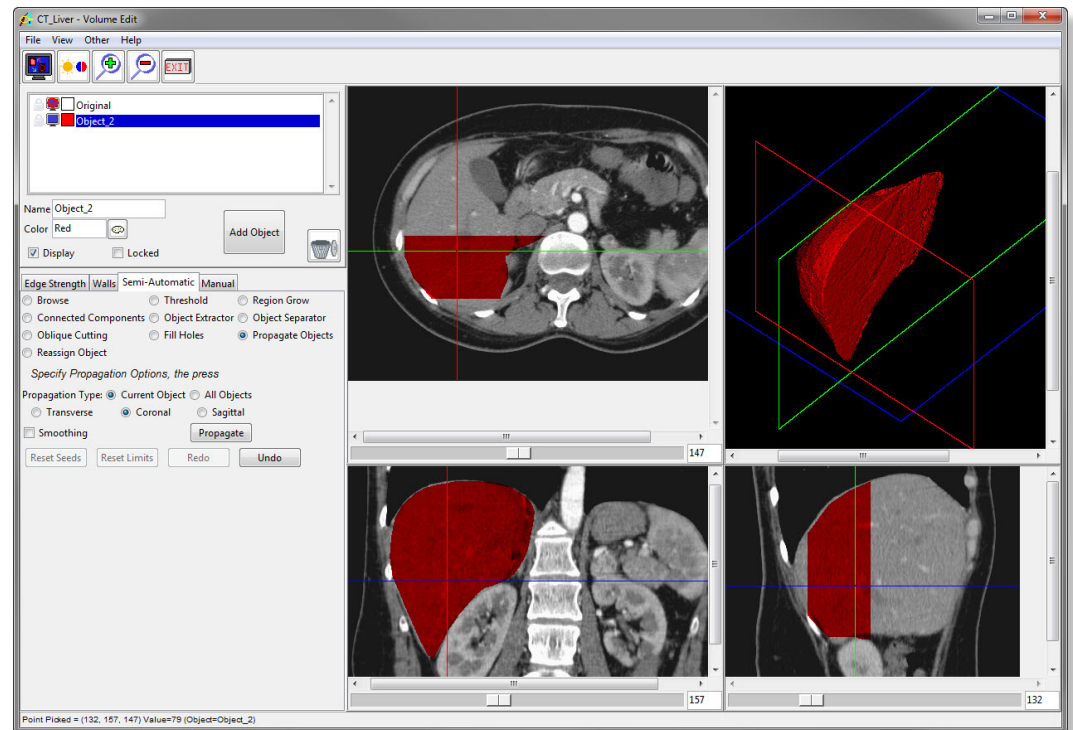 CT_Liver - Volume Edit
File View Other Help
EXIT
Original
Object_2
Name Object_2
Color Red
Add Object
Display Locked
Edge Strength Walls Semi-Automatic Manual
Browse Threshold Region Grow
Connected Components Object Extractor Object Separator
Oblique Cutting Fill Holes Propagate Objects
Reassign Object
Specify Propagation Options, the press
Propagation Type: Current Object All Objects
Transverse Coronal Sagittal
Smoothing Propagate
Reset Seeds Reset Limits Redo Undo
147
157
132
Point Picked = (132, 157, 147) Value=79 (Object=Object_2)